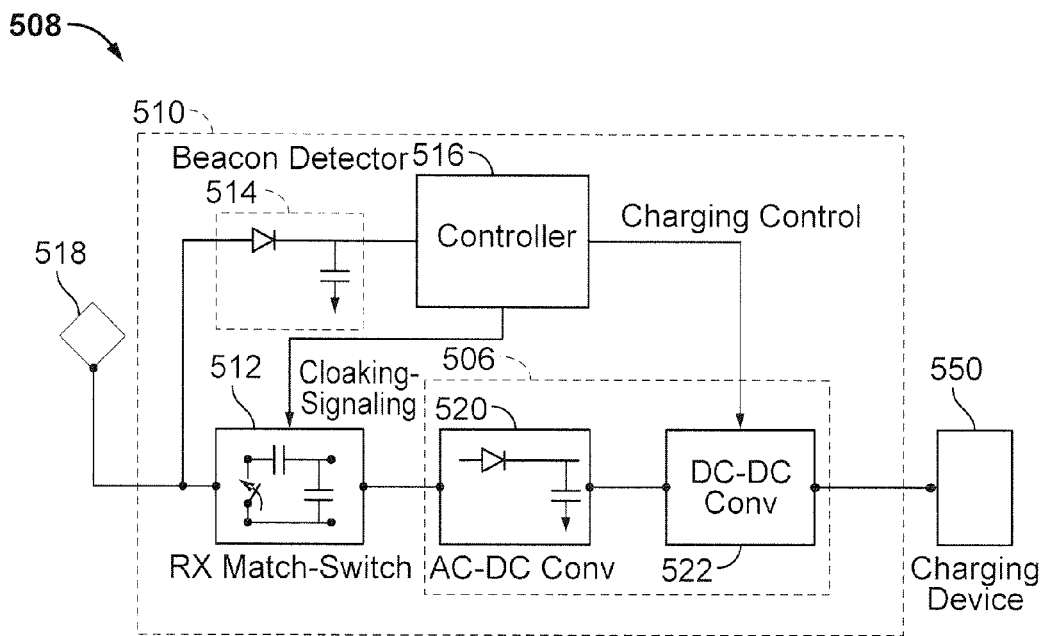 508
510
Beacon Detector
516
514
Controller
Charging Control
518
512
Cloaking-
Signaling
506
520
550
DC-DC
Conv
RX Match-Switch
AC-DC Conv
522
Charging
Device